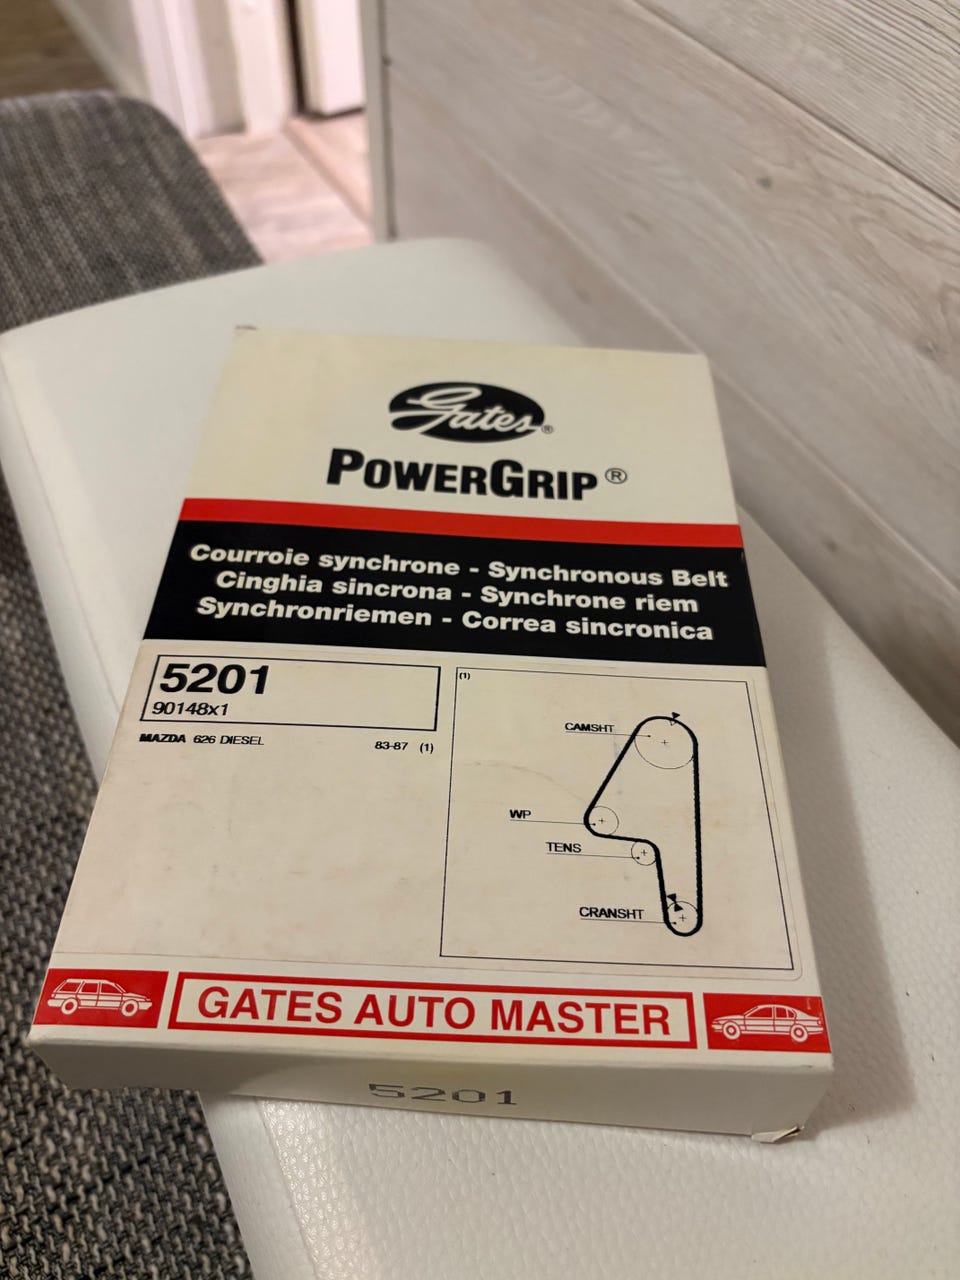 Gates®
POWERGRIP®
Courroie synchrone - Synchronous Belt
Cinghia sincrona - Synchrone riem
Synchronriemen - Correa sincronica
5201
90148x1
MAZDA 626 DIESEL 83-87 (1)
(1)
CAMSHT
WP
TENS
CRANSHT
GATES AUTO MASTER
5201